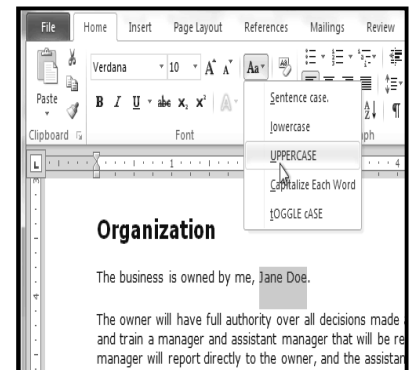 File Home Insert Page Layout References Mailings Review
Verdana 10 A A Aa
Paste B I U abc X₂ X² A
Clipboard Font
Sentence case.
lowercase
UPPERCASE
Capitalize Each Word
tOGGLE cASE
L 1 4
Organization
The business is owned by me, Jane Doe.
The owner will have full authority over all decisions made
and train a manager and assistant manager that will be re
manager will report directly to the owner, and the assistan